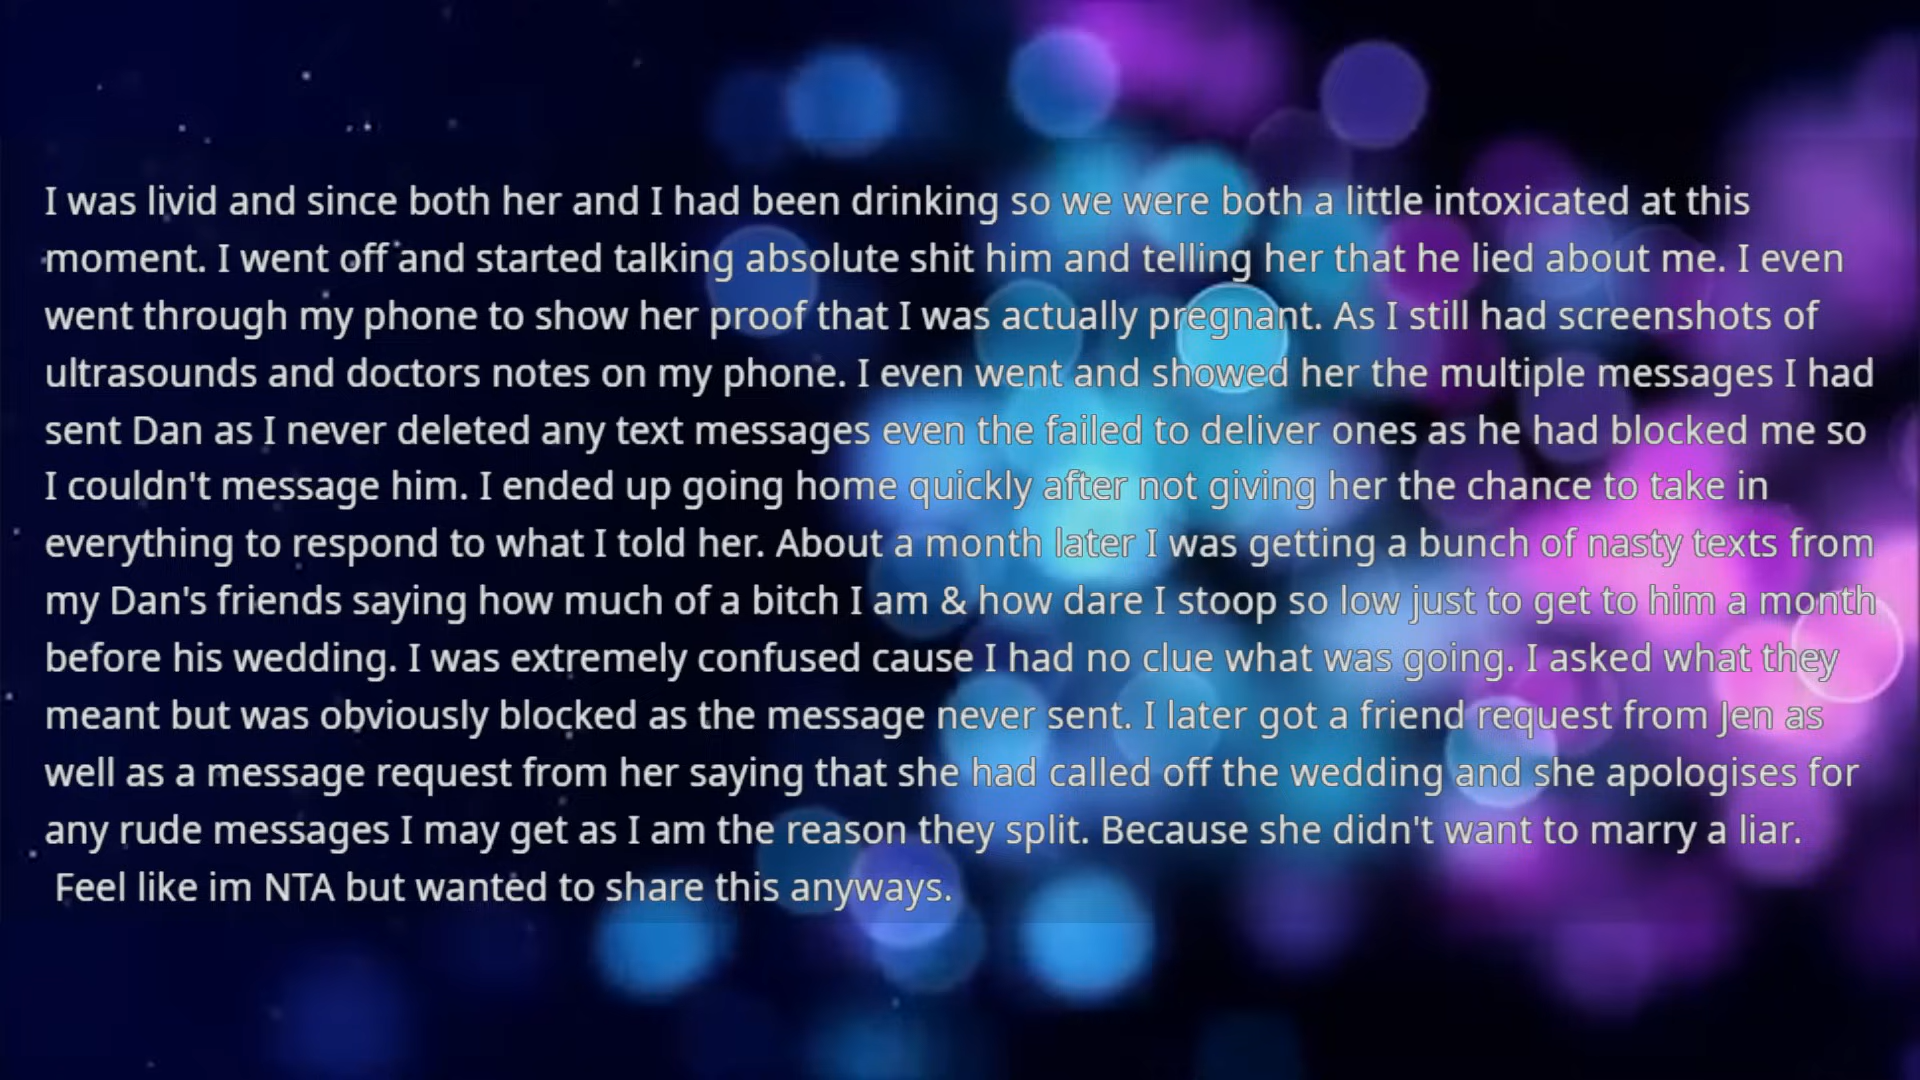 I was livid and since both her and I had been drinking so we were both a little intoxicated at this
moment. I went off and started talking absolute shit him and telling her that he lied about me. I even
went through my phone to show her proof that I was actually pregnant. As I still had screenshots of
ultrasounds and doctors notes on my phone. I even went and showed her the multiple messages I had
sent Dan as I never deleted any text messages even the failed to deliver ones as he had blocked me so
I couldn't message him. I ended up going home quickly after not giving her the chance to take in
everything to respond to what I told her. About a month later I was getting a bunch of nasty texts from
my Dan's friends saying how much of a bitch I am & how dare I stoop so low just to get to him a month
before his wedding. I was extremely confused cause I had no clue what was going. I asked what they
meant but was obviously blocked as the message never sent. I later got a friend request from Jen as
well as a message request from her saying that she had called off the wedding and she apologises for
any rude messages I may get as I am the reason they split. Because she didn't want to marry a liar.
Feel like im NTA but wanted to share this anyways.